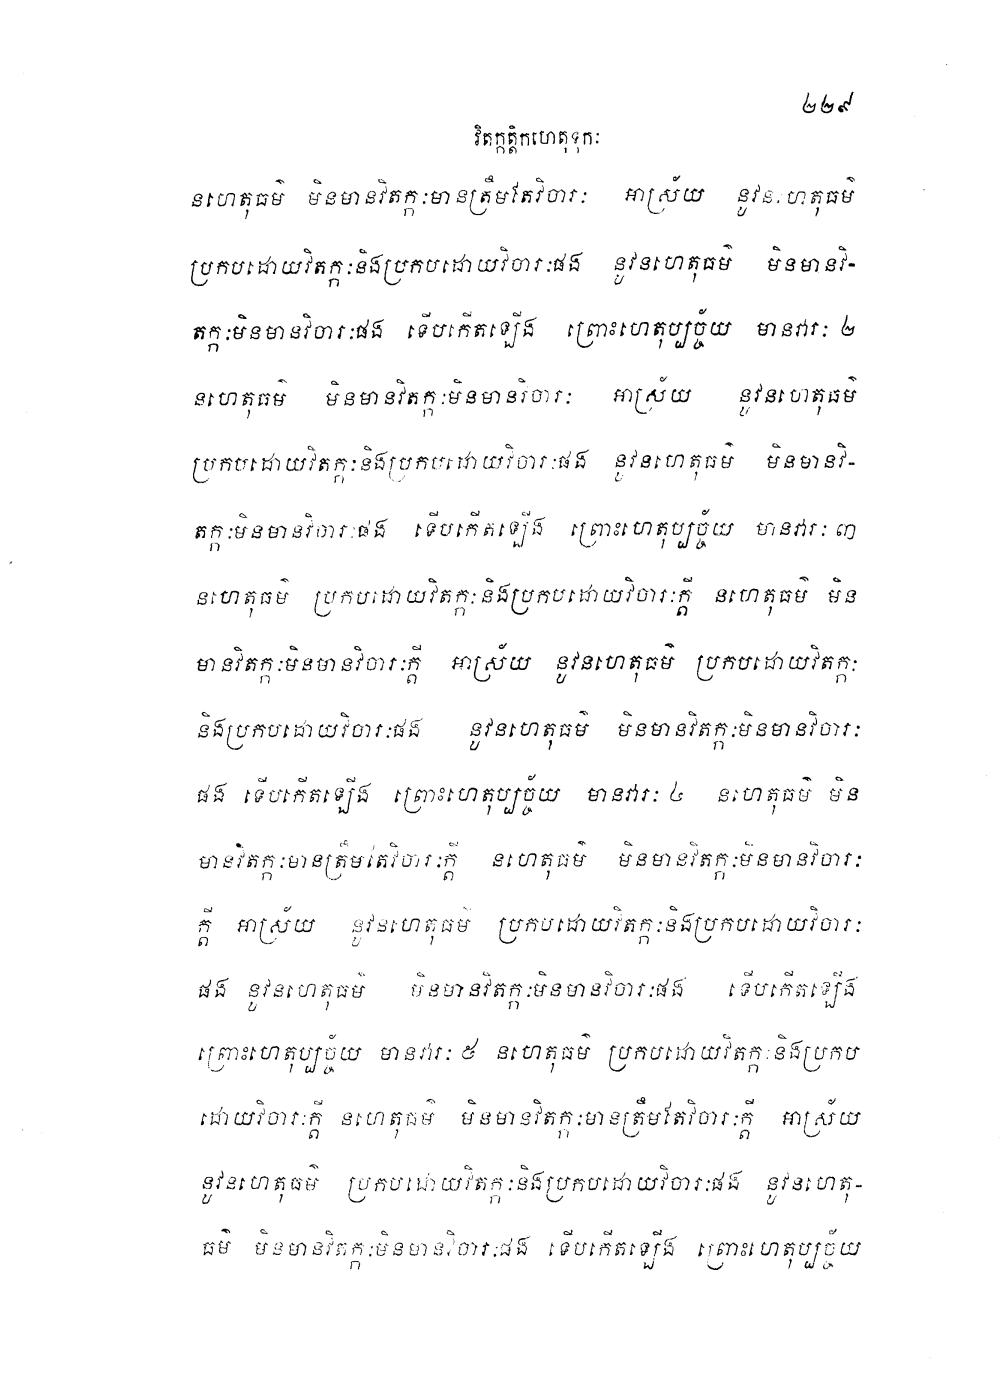 ២២៩
វិតក្កត្តិកហេតុទុកៈ
នហេតុធម៌ មិនមានវិតក្កៈមានត្រឹមតែវិចារៈ អាស្រ័យ នូវនហេតុធម៌
ប្រកបដោយវិតក្កៈនិងប្រកបដោយវិចារៈផង នូវនហេតុធម៌ មិនមានវិ-
តក្កៈមិនមានវិចារៈផង ទើបកើតឡើង ព្រោះហេតុប្បច្ច័យ មានវារៈ ២
នហេតុធម៌ មិនមានវិតក្កៈមិនមានវិចារៈ អាស្រ័យ នូវនហេតុធម៌
ប្រកបដោយវិតក្កៈនិងប្រកបដោយវិចារៈផង នូវនហេតុធម៌ មិនមានវិ-
តក្កៈមិនមានវិចារៈផង ទើបកើតឡើង ព្រោះហេតុប្បច្ច័យ មានវារៈ ៣
នហេតុធម៌ ប្រកបដោយវិតក្កៈនិងប្រកបដោយវិចារៈក្តី នហេតុធម៌ មិន
មានវិតក្កៈមិនមានវិចារៈក្តី អាស្រ័យ នូវនហេតុធម៌ ប្រកបដោយវិតក្កៈ
និងប្រកបដោយវិចារៈផង នូវនហេតុធម៌ មិនមានវិតក្កៈមិនមានវិចារៈ
ផង ទើបកើតឡើង ព្រោះហេតុប្បច្ច័យ មានវារៈ ៤ នហេតុធម៌ មិន
មានវិតក្កៈមានត្រឹមតែវិចារៈក្តី នហេតុធម៌ មិនមានវិតក្កៈមិនមានវិចារៈ
ក្តី អាស្រ័យ នូវនហេតុធម៌ ប្រកបដោយវិតក្កៈនិងប្រកបដោយវិចារៈ
ផង នូវនហេតុធម៌ មិនមានវិតក្កៈមិនមានវិចារៈផង ទើបកើតឡើង
ព្រោះហេតុប្បច្ច័យ មានវារៈ ៥ នហេតុធម៌ ប្រកបដោយវិតក្កៈនិងប្រកប
ដោយវិចារៈក្តី នហេតុធម៌ មិនមានវិតក្កៈមានត្រឹមតែវិចារៈក្តី អាស្រ័យ
នូវនហេតុធម៌ ប្រកបដោយវិតក្កៈនិងប្រកបដោយវិចារៈផង នូវនហេតុ-
ធម៌ មិនមានវិតក្កៈមិនមានវិចារៈផង ទើបកើតឡើង ព្រោះហេតុប្បច្ច័យ